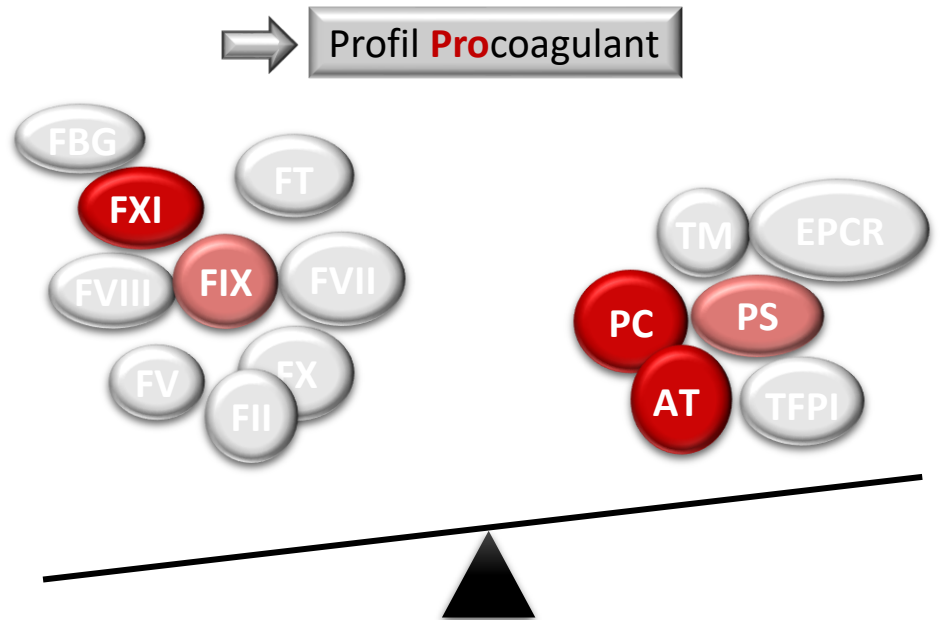 Profil Procoagulant
FBG
FXI
FT
FVIII
FIX
FVII
FV
FX
FII
TM
EPCR
PC
PS
AT
TFPI